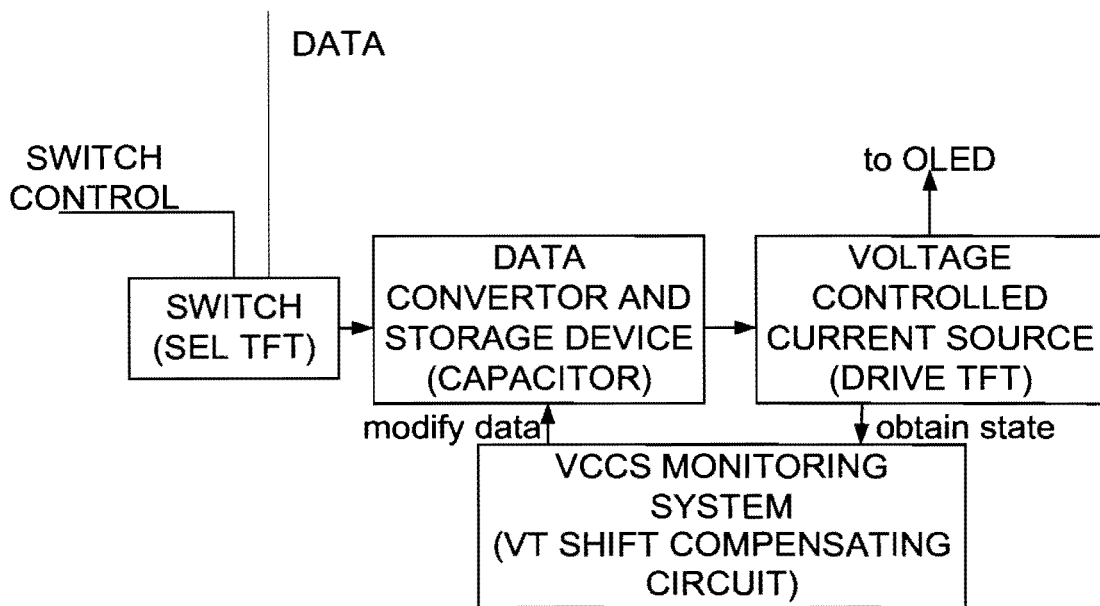 DATA
SWITCH
CONTROL
to OLED
SWITCH
(SEL TFT)
DATA
CONVERTOR AND
STORAGE DEVICE
(CAPACITOR)
VOLTAGE
CONTROLLED
CURRENT SOURCE
(DRIVE TFT)
modify data
obtain state
VCCS MONITORING
SYSTEM
(VT SHIFT COMPENSATING
CIRCUIT)